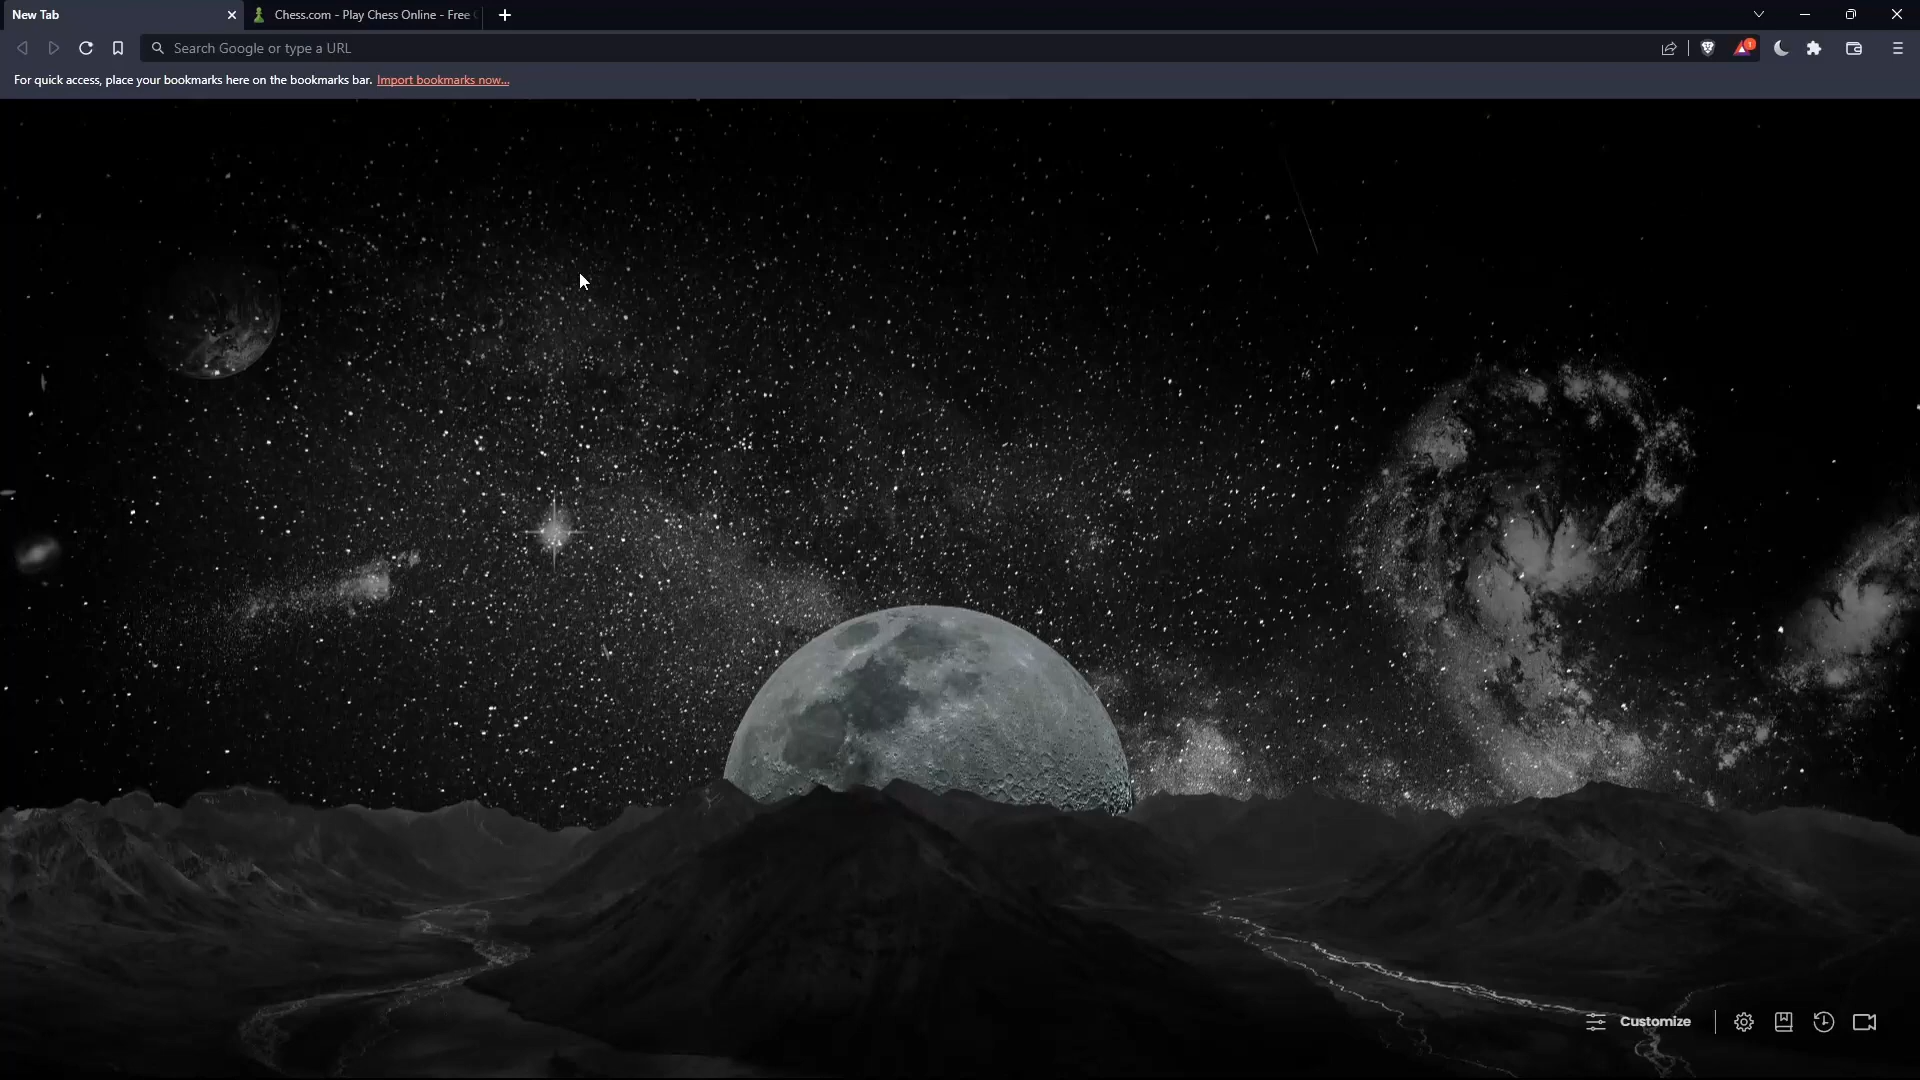 New Tab
Chess.com - Play Chess Online - Free
Search Google or type a URL
1
For quick access, place your bookmarks here on the bookmarks bar. Import bookmarks now...
Customize